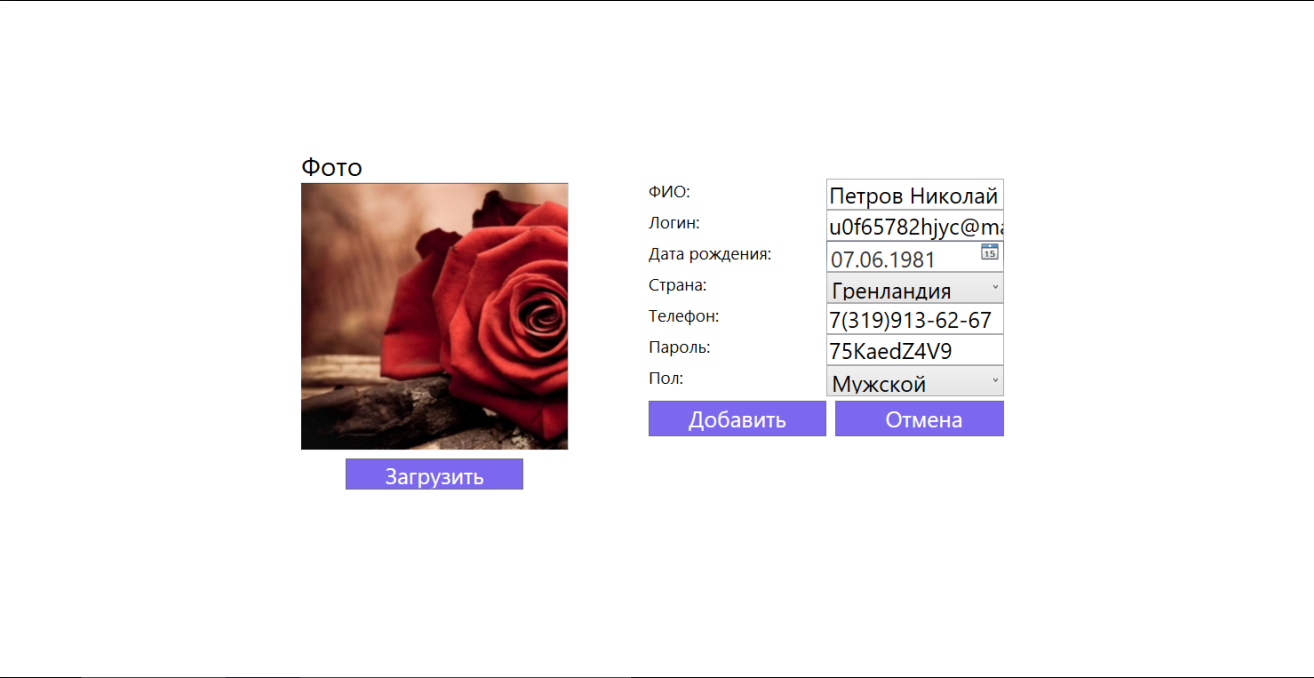 Фото
Загрузить
ФИО: Петров Николай
Логин: u0f65782hjyc@ma
Дата рождения: 07.06.1981 15
Страна: Гренландия
Телефон: 7(319)913-62-67
Пароль: 75KaedZ4V9
Пол: Мужской
Добавить Отмена